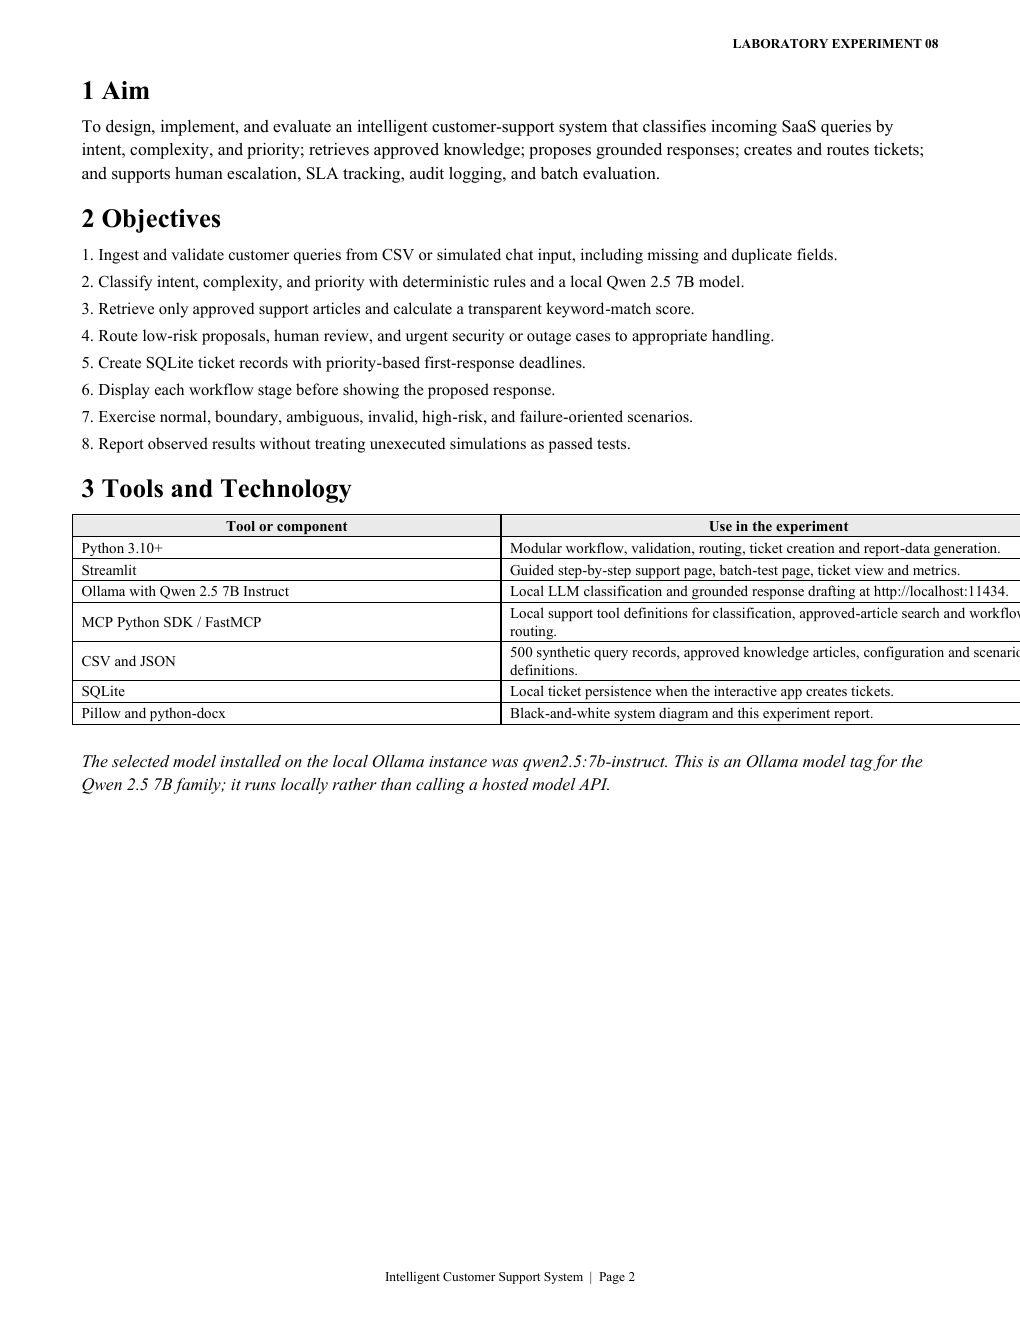 LABORATORY EXPERIMENT 08
1 Aim
To design, implement, and evaluate an intelligent customer-support system that classifies incoming SaaS queries by
intent, complexity, and priority; retrieves approved knowledge; proposes grounded responses; creates and routes tickets;
and supports human escalation, SLA tracking, audit logging, and batch evaluation.
2 Objectives
1. Ingest and validate customer queries from CSV or simulated chat input, including missing and duplicate fields.
2. Classify intent, complexity, and priority with deterministic rules and a local Qwen 2.5 7B model.
3. Retrieve only approved support articles and calculate a transparent keyword-match score.
4. Route low-risk proposals, human review, and urgent security or outage cases to appropriate handling.
5. Create SQLite ticket records with priority-based first-response deadlines.
6. Display each workflow stage before showing the proposed response.
7. Exercise normal, boundary, ambiguous, invalid, high-risk, and failure-oriented scenarios.
8. Report observed results without treating unexecuted simulations as passed tests.
3 Tools and Technology
Tool or component Use in the experiment
Python 3.10+ Modular workflow, validation, routing, ticket creation and report-data generation.
Streamlit Guided step-by-step support page, batch-test page, ticket view and metrics.
Ollama with Qwen 2.5 7B Instruct Local LLM classification and grounded response drafting at http://localhost:11434.
MCP Python SDK / FastMCP Local support tool definitions for classification, approved-article search and workflow
routing.
CSV and JSON 500 synthetic query records, approved knowledge articles, configuration and scenario
definitions.
SQLite Local ticket persistence when the interactive app creates tickets.
Pillow and python-docx Black-and-white system diagram and this experiment report.
The selected model installed on the local Ollama instance was qwen2.5:7b-instruct. This is an Ollama model tag for the
Qwen 2.5 7B family; it runs locally rather than calling a hosted model API.
Intelligent Customer Support System | Page 2